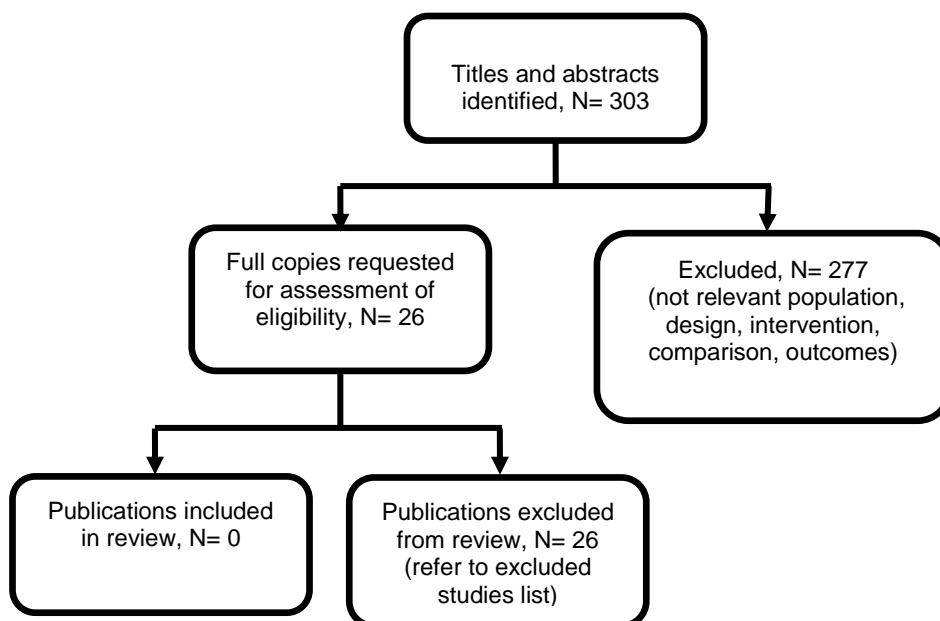 Titles and abstracts
identified, N= 303
Full copies requested
for assessment of
eligibility, N= 26
Excluded, N= 277
(not relevant population,
design, intervention,
comparison, outcomes)
Publications included
in review, N= 0
Publications excluded
from review, N= 26
(refer to excluded
studies list)